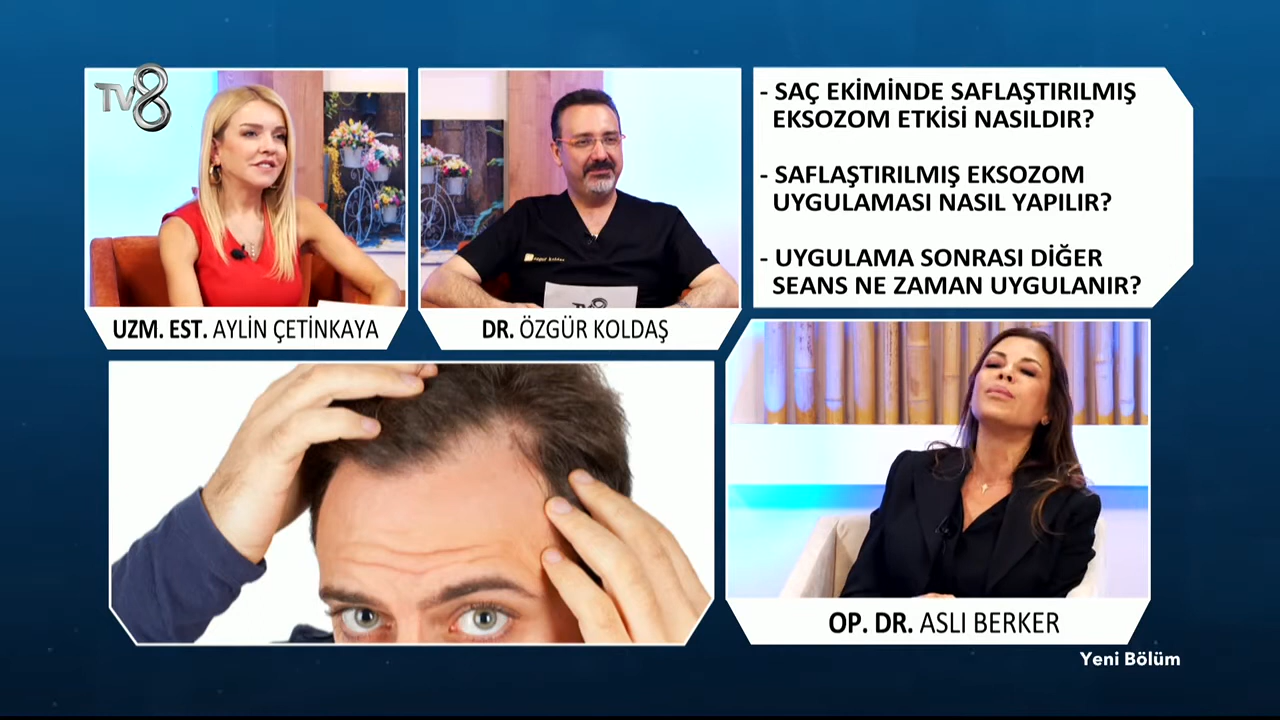 TV8
- SAÇ EKİMİNDE SAFLAŞTIRILMIŞ
EKSOZOM ETKİSİ NASILDIR?
- SAFLAŞTIRILMIŞ EKSOZOM
UYGULAMASI NASIL YAPILIR?
- UYGULAMA SONRASI DİĞER
SEANS NE ZAMAN UYGULANIR?
TV8
UZM. EST. AYLİN ÇETİNKAYA
DR. ÖZGÜR KOLDAŞ
OP. DR. ASLI BERKER
Yeni Bölüm